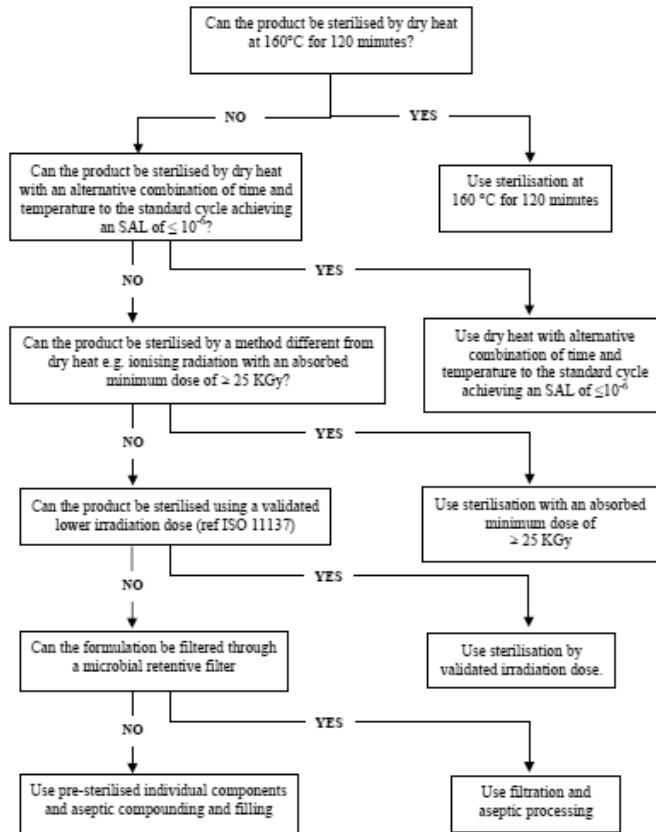 Can the product be sterilised by dry heat
at 160°C for 120 minutes?
NO
YES
Can the product be sterilised by dry heat
with an alternative combination of time and
temperature to the standard cycle achieving
an SAL of ≤ 10⁻⁶?
Use sterilisation at
160 °C for 120 minutes
NO
YES
Can the product be sterilised by a method different from
dry heat e.g. ionising radiation with an absorbed
minimum dose of ≥ 25 KGy?
Use dry heat with alternative
combination of time and
temperature to the standard cycle
achieving an SAL of ≤10⁻⁶
NO
YES
Can the product be sterilised using a validated
lower irradiation dose (ref ISO 11137)
Use sterilisation with an absorbed
minimum dose of
≥ 25 KGy
NO
YES
Can the formulation be filtered through
a microbial retentive filter
Use sterilisation by
validated irradiation dose.
NO
YES
Use pre-sterilised individual components
and aseptic compounding and filling
Use filtration and
aseptic processing